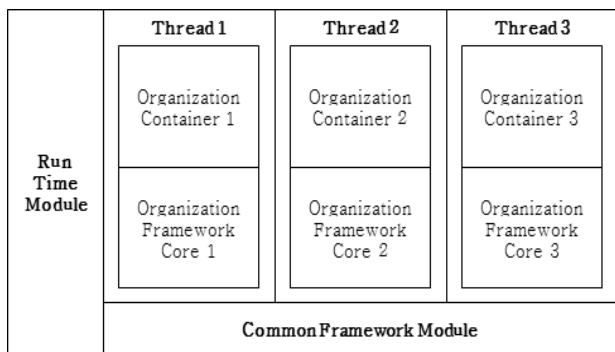 Thread 1
Organization
Container 1
Organization
Framework
Core 1
Thread 2
Organization
Container 2
Organization
Framework
Core 2
Thread 3
Organization
Container 3
Organization
Framework
Core 3
Run
Time
Module
Common Framework Module